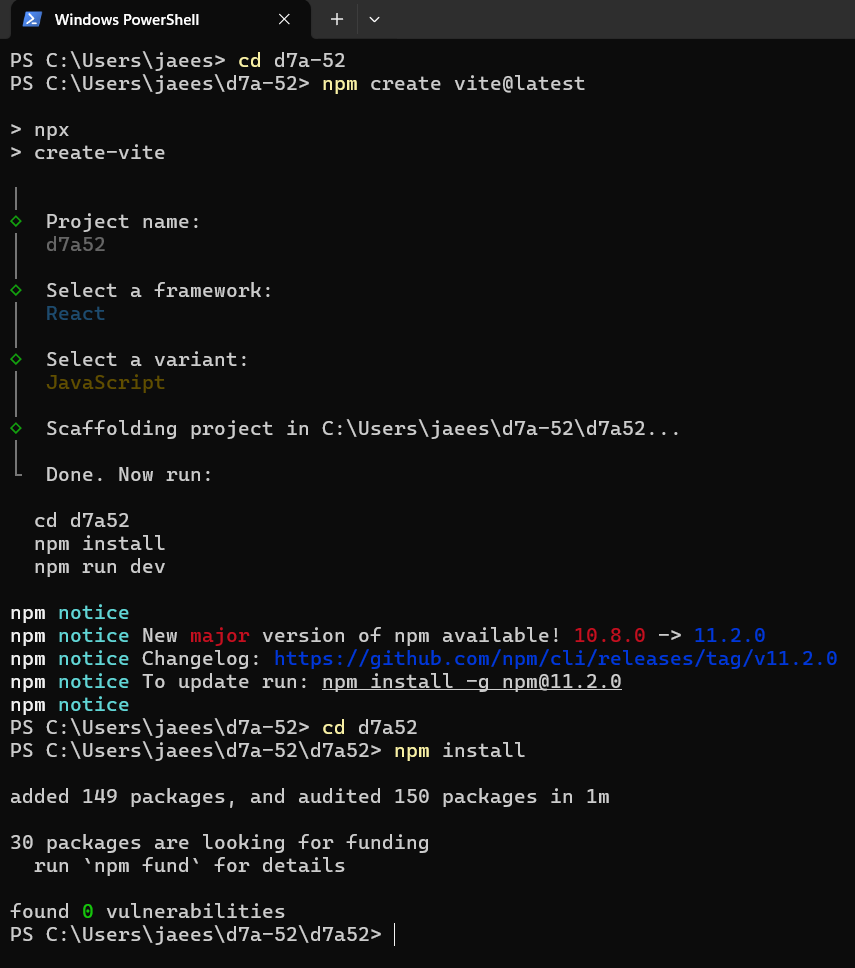 Windows PowerShell
PS C:\Users\jaees> cd d7a-52
PS C:\Users\jaees\d7a-52> npm create vite@latest
> npx
> create-vite
Project name:
d7a52
Select a framework:
React
Select a variant:
JavaScript
Scaffolding project in C:\Users\jaees\d7a-52\d7a52...
Done. Now run:
cd d7a52
npm install
npm run dev
npm notice
npm notice New major version of npm available! 10.8.0 -> 11.2.0
npm notice Changelog: https://github.com/npm/cli/releases/tag/v11.2.0
npm notice To update run: npm install -g npm@11.2.0
npm notice
PS C:\Users\jaees\d7a-52> cd d7a52
PS C:\Users\jaees\d7a-52\d7a52> npm install
added 149 packages, and audited 150 packages in 1m
30 packages are looking for funding
run `npm fund` for details
found 0 vulnerabilities
PS C:\Users\jaees\d7a-52\d7a52>